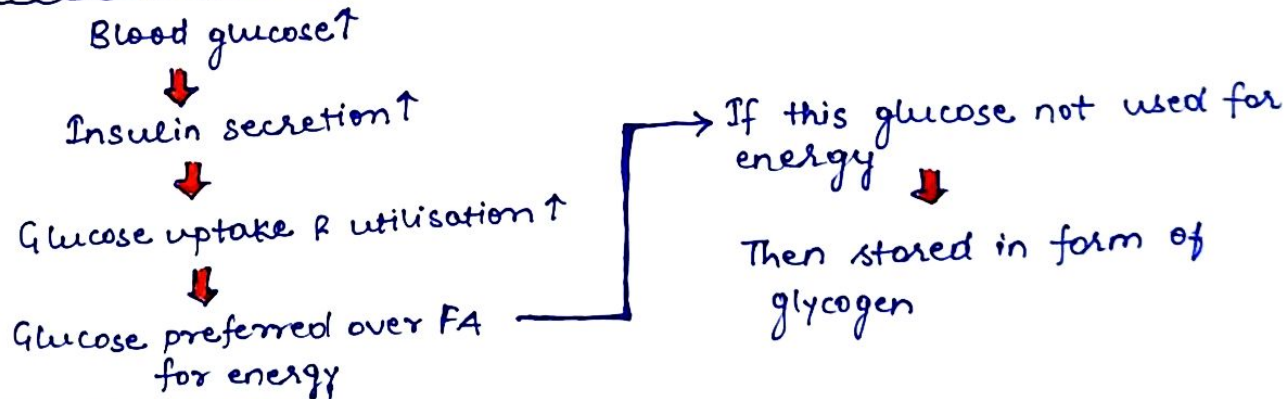 Blood glucose↑
Insulin secretion↑
Glucose uptake & utilisation↑
Glucose preferred over FA
for energy
If this glucose not used for
energy
Then stored in form of
glycogen